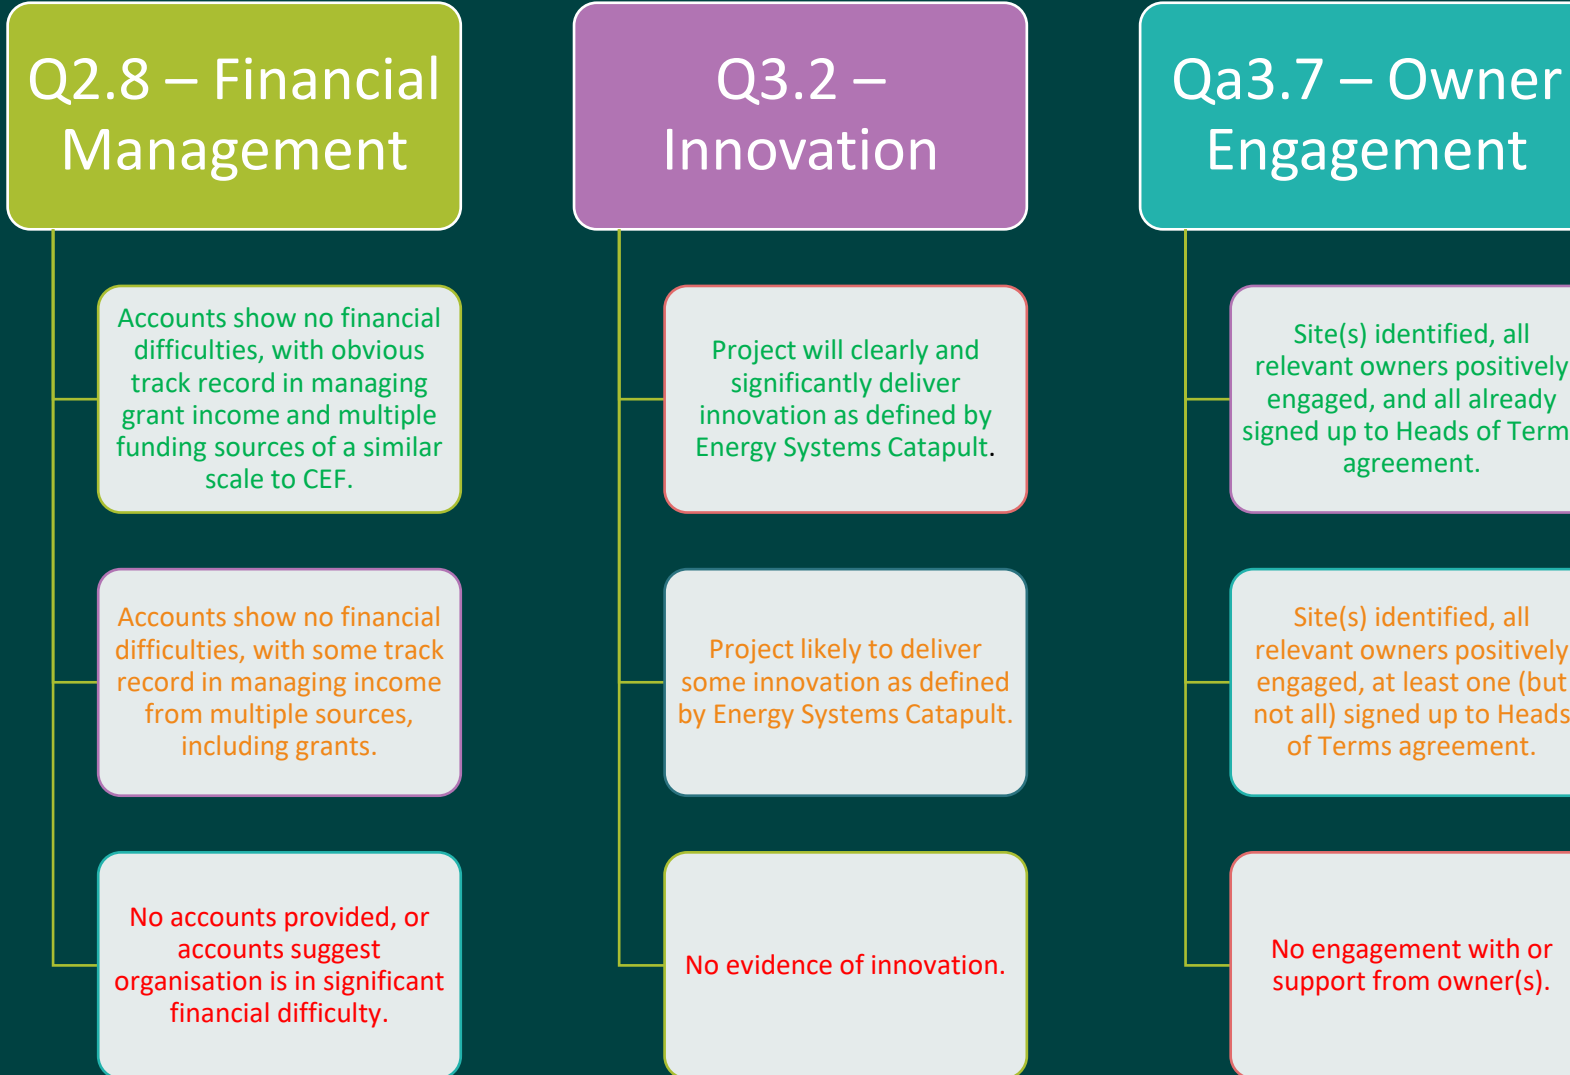 Q2.8 – Financial
Management
Accounts show no financial
difficulties, with obvious
track record in managing
grant income and multiple
funding sources of a similar
scale to CEF.
Accounts show no financial
difficulties, with some track
record in managing income
from multiple sources,
including grants.
No accounts provided, or
accounts suggest
organisation is in significant
financial difficulty.
Q3.2 –
Innovation
Project will clearly and
significantly deliver
innovation as defined by
Energy Systems Catapult.
Project likely to deliver
some innovation as defined
by Energy Systems Catapult.
No evidence of innovation.
Qa3.7 – Owner
Engagement
Site(s) identified, all
relevant owners positively
engaged, and all already
signed up to Heads of Term
agreement.
Site(s) identified, all
relevant owners positively
engaged, at least one (but
not all) signed up to Heads
of Terms agreement.
No engagement with or
support from owner(s).